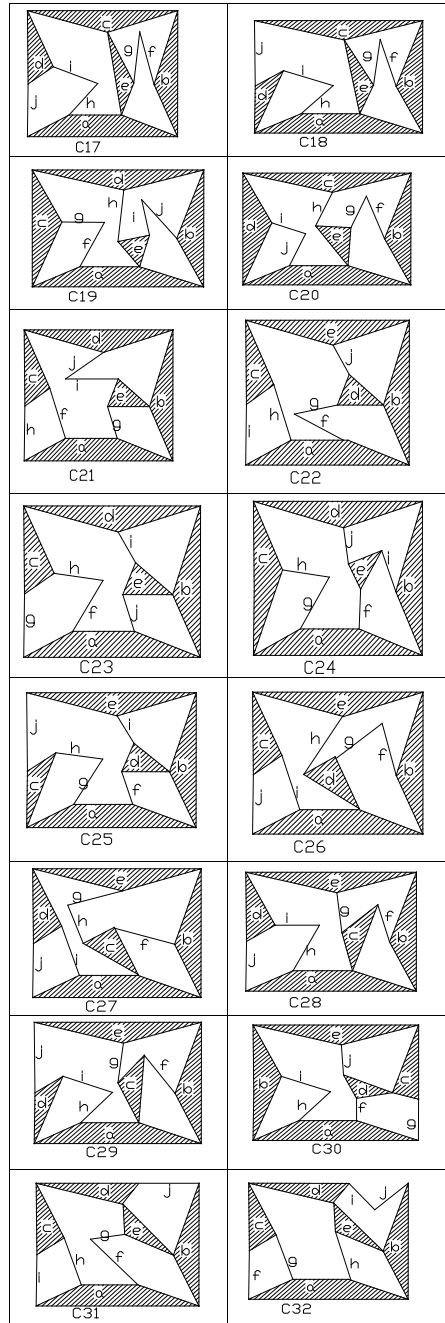 c g f
d i e b
j h
a
C17
j c g f
i b
d h e
a
C18
d
h j
c g i
f e b
a
C19
c
g f
i e b
d j
a
C20
d
j
c i e b
f
h g
a
C21
e
j
c d b
g
f
i h
a
C22
d
i
c h e b
g f j
a
C23
d
j
c h e i b
g f
a
C24
e
j i
h d b
c g f
a
C25
e
h g f
c d b
j i
a
C26
e
g
d h c f b
j i
a
C27
e
g f
d i c b
j h
a
C28
e
j g f
i c b
d h
a
C29
e
j
b i d c
h f g
a
C30
d j
c e
g b
f
i h
a
C31
d i j
c e
b
f g h
a
C32